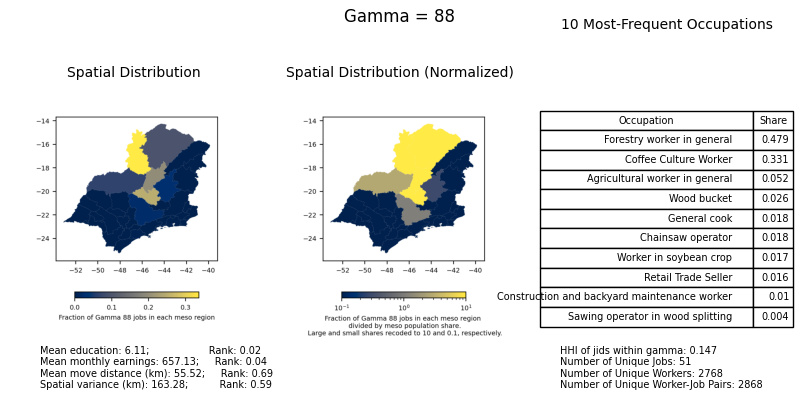 Gamma = 88
10 Most-Frequent Occupations
Spatial Distribution
Spatial Distribution (Normalized)
−14
−16
−18
−20
−22
−24
−52 −50 −48 −46 −44 −42 −40
0.0 0.1 0.2 0.3
Fraction of Gamma 88 jobs in each meso region
−14
−16
−18
−20
−22
−24
−52 −50 −48 −46 −44 −42 −40
10⁻¹ 10⁰ 10¹
Fraction of Gamma 88 jobs in each meso region
divided by meso population share.
Large and small shares recoded to 10 and 0.1, respectively.
Occupation Share
Forestry worker in general 0.479
Coffee Culture Worker 0.331
Agricultural worker in general 0.052
Wood bucket 0.026
General cook 0.018
Chainsaw operator 0.018
Worker in soybean crop 0.017
Retail Trade Seller 0.016
Construction and backyard maintenance worker 0.01
Sawing operator in wood splitting 0.004
Mean education: 6.11; Rank: 0.02
Mean monthly earnings: 657.13; Rank: 0.04
Mean move distance (km): 55.52; Rank: 0.69
Spatial variance (km): 163.28; Rank: 0.59
HHI of jids within gamma: 0.147
Number of Unique Jobs: 51
Number of Unique Workers: 2768
Number of Unique Worker-Job Pairs: 2868